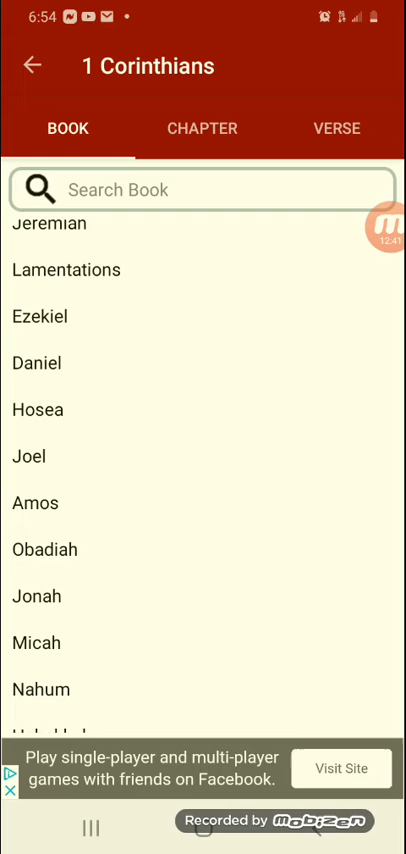 6:54
1 Corinthians
BOOK CHAPTER VERSE
Search Book
Jeremiah
Lamentations
Ezekiel
Daniel
Hosea
Joel
Amos
Obadiah
Jonah
Micah
Nahum
12:41
Play single-player and multi-player
games with friends on Facebook.
Visit Site
Recorded by mobizen